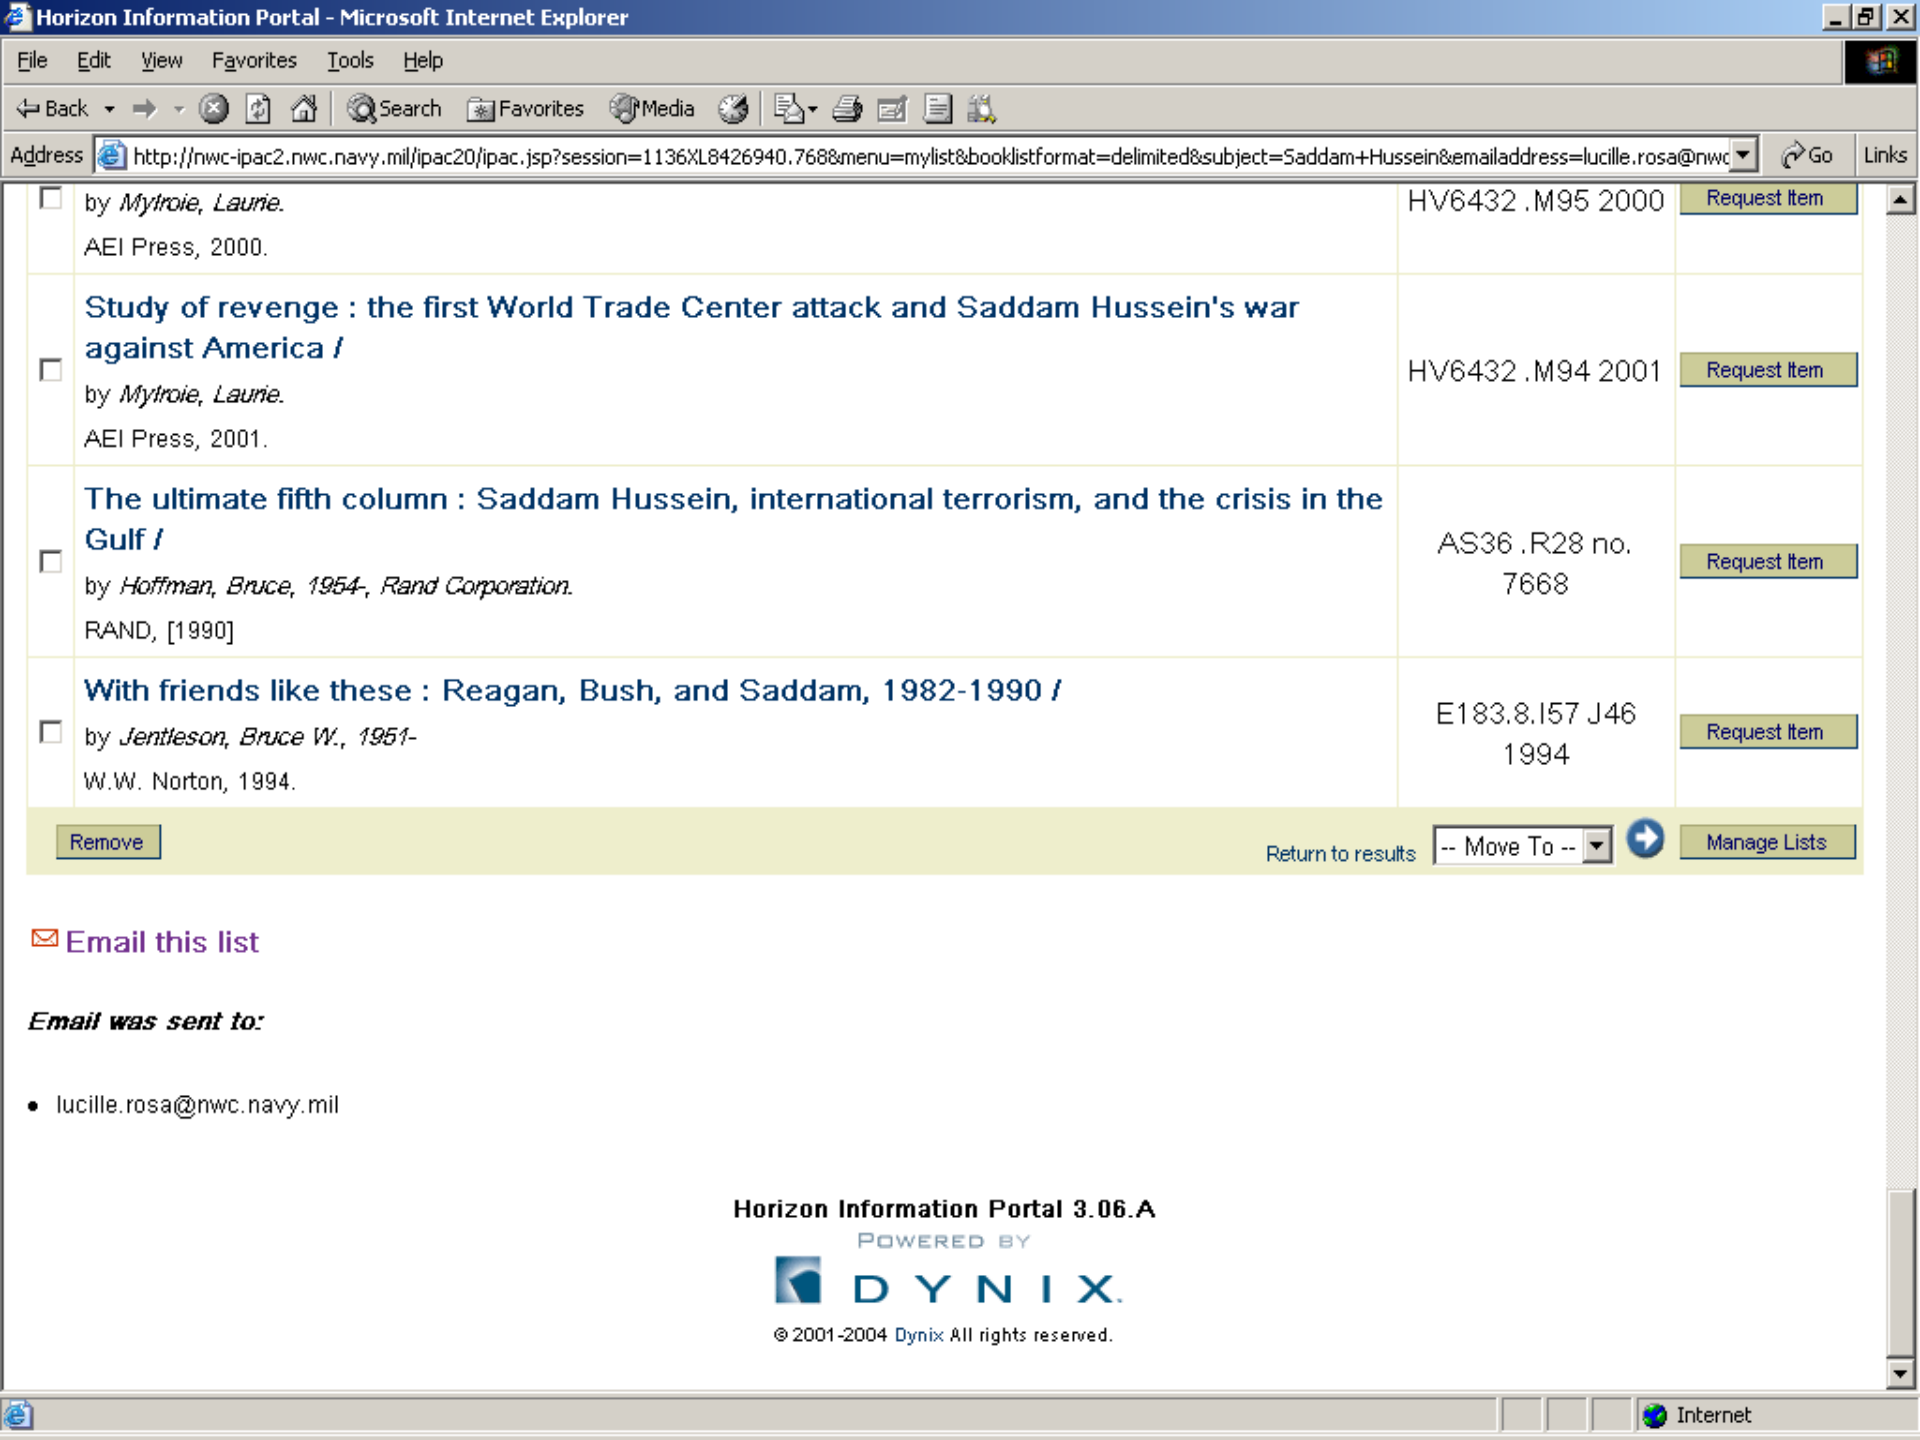 Horizon Information Portal - Microsoft Internet Explorer
File Edit View Favorites Tools Help
Back Search Favorites Media
Address http://nwc-ipac2.nwc.navy.mil/ipac20/ipac.jsp?session=1136XL8426940.768&menu=mylist&booklistformat=delimited&subject=Saddam+Hussein&emailaddress=lucille.rosa@nwc Go Links
by Mylroie, Laurie. HV6432 .M95 2000 Request Item
AEI Press, 2000.
Study of revenge : the first World Trade Center attack and Saddam Hussein's war
against America /
HV6432 .M94 2001 Request Item
by Mylroie, Laurie.
AEI Press, 2001.
The ultimate fifth column : Saddam Hussein, international terrorism, and the crisis in the
Gulf /
AS36 .R28 no.
7668
Request Item
by Hoffman, Bruce, 1954-, Rand Corporation.
RAND, [1990]
With friends like these : Reagan, Bush, and Saddam, 1982-1990 /
E183.8.I57 J46
1994
Request Item
by Jentleson, Bruce W., 1951-
W.W. Norton, 1994.
Remove Return to results -- Move To -- Manage Lists
Email this list
Email was sent to:
• lucille.rosa@nwc.navy.mil
Horizon Information Portal 3.06.A
POWERED BY
DYNIX.
© 2001-2004 Dynix All rights reserved.
Internet